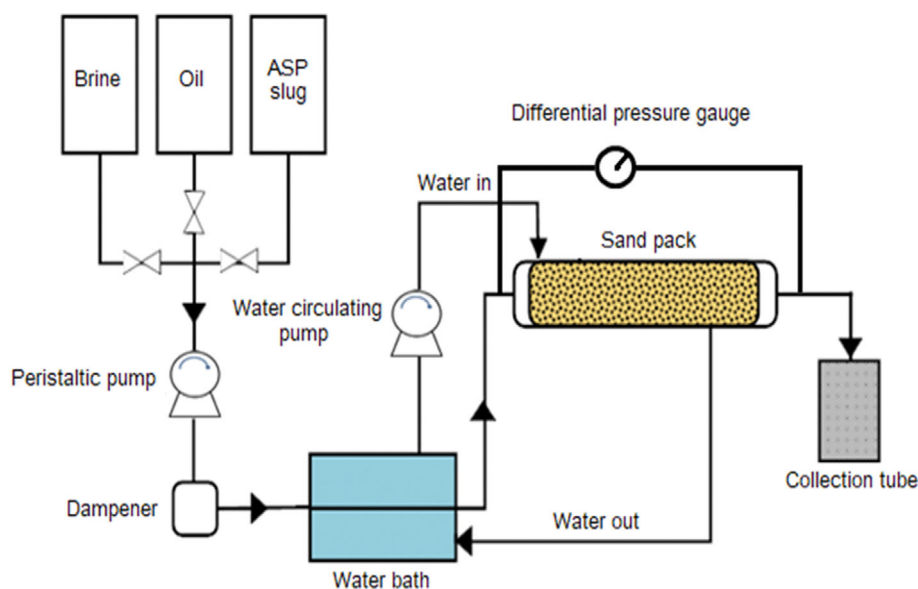 Brine
Oil
ASP
slug
Differential pressure gauge
Water in
Sand pack
Water circulating
pump
Peristaltic pump
Dampener
Water out
Collection tube
Water bath